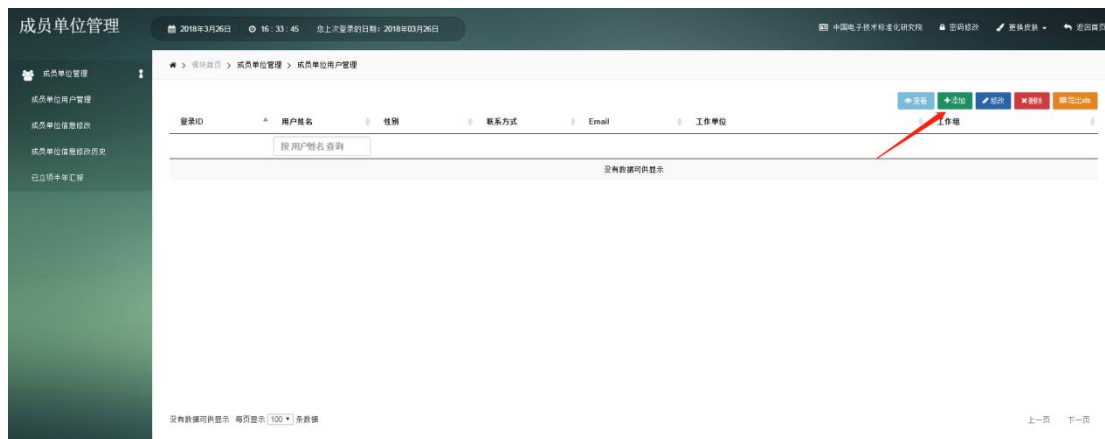 成员单位管理
2018年3月26日 16 : 33 : 45 您上次登录的日期: 2018年03月26日
中国电子技术标准化研究院 密码修改 更换皮肤 返回首页
成员单位管理
成员单位用户管理
成员单位信息修改
成员单位信息修改历史
已立项半年汇报
> 模块首页 > 成员单位管理 > 成员单位用户管理
查看 添加 修改 删除 导出xlsx
登录ID 用户姓名 性别 联系方式 Email 工作单位 工作组
按用户姓名查询
没有数据可供显示
没有数据可供显示 每页显示 100 条数据
上一页 下一页